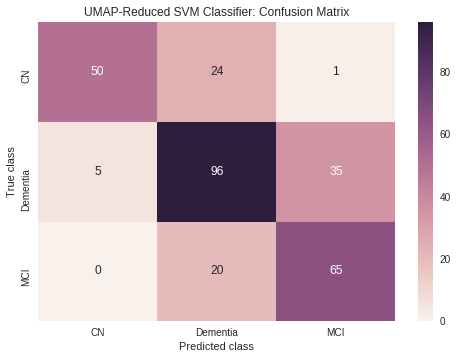 UMAP-Reduced SVM Classifier: Confusion Matrix
True class
CN
50 24 1
Dementia
5 96 35
MCI
0 20 65
CN Dementia MCI
Predicted class
80
60
40
20
0